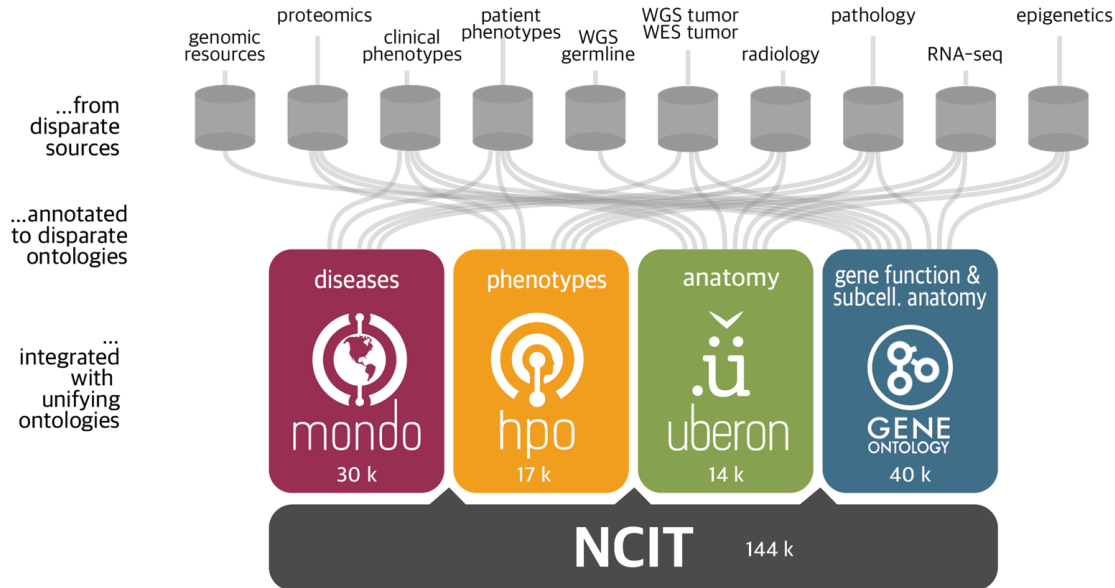 genomic
resources
proteomics
clinical
phenotypes
patient
phenotypes
WGS
germline
WGS tumor
WES tumor
radiology
pathology
RNA-seq
epigenetics
...from
disparate
sources
...annotated
to disparate
ontologies
...
integrated
with
unifying
ontologies
diseases
mondo
30 k
phenotypes
hpo
17 k
anatomy
.ü
uberon
14 k
gene function &
subcell. anatomy
GENE
ONTOLOGY
40 k
NCIT
144 k